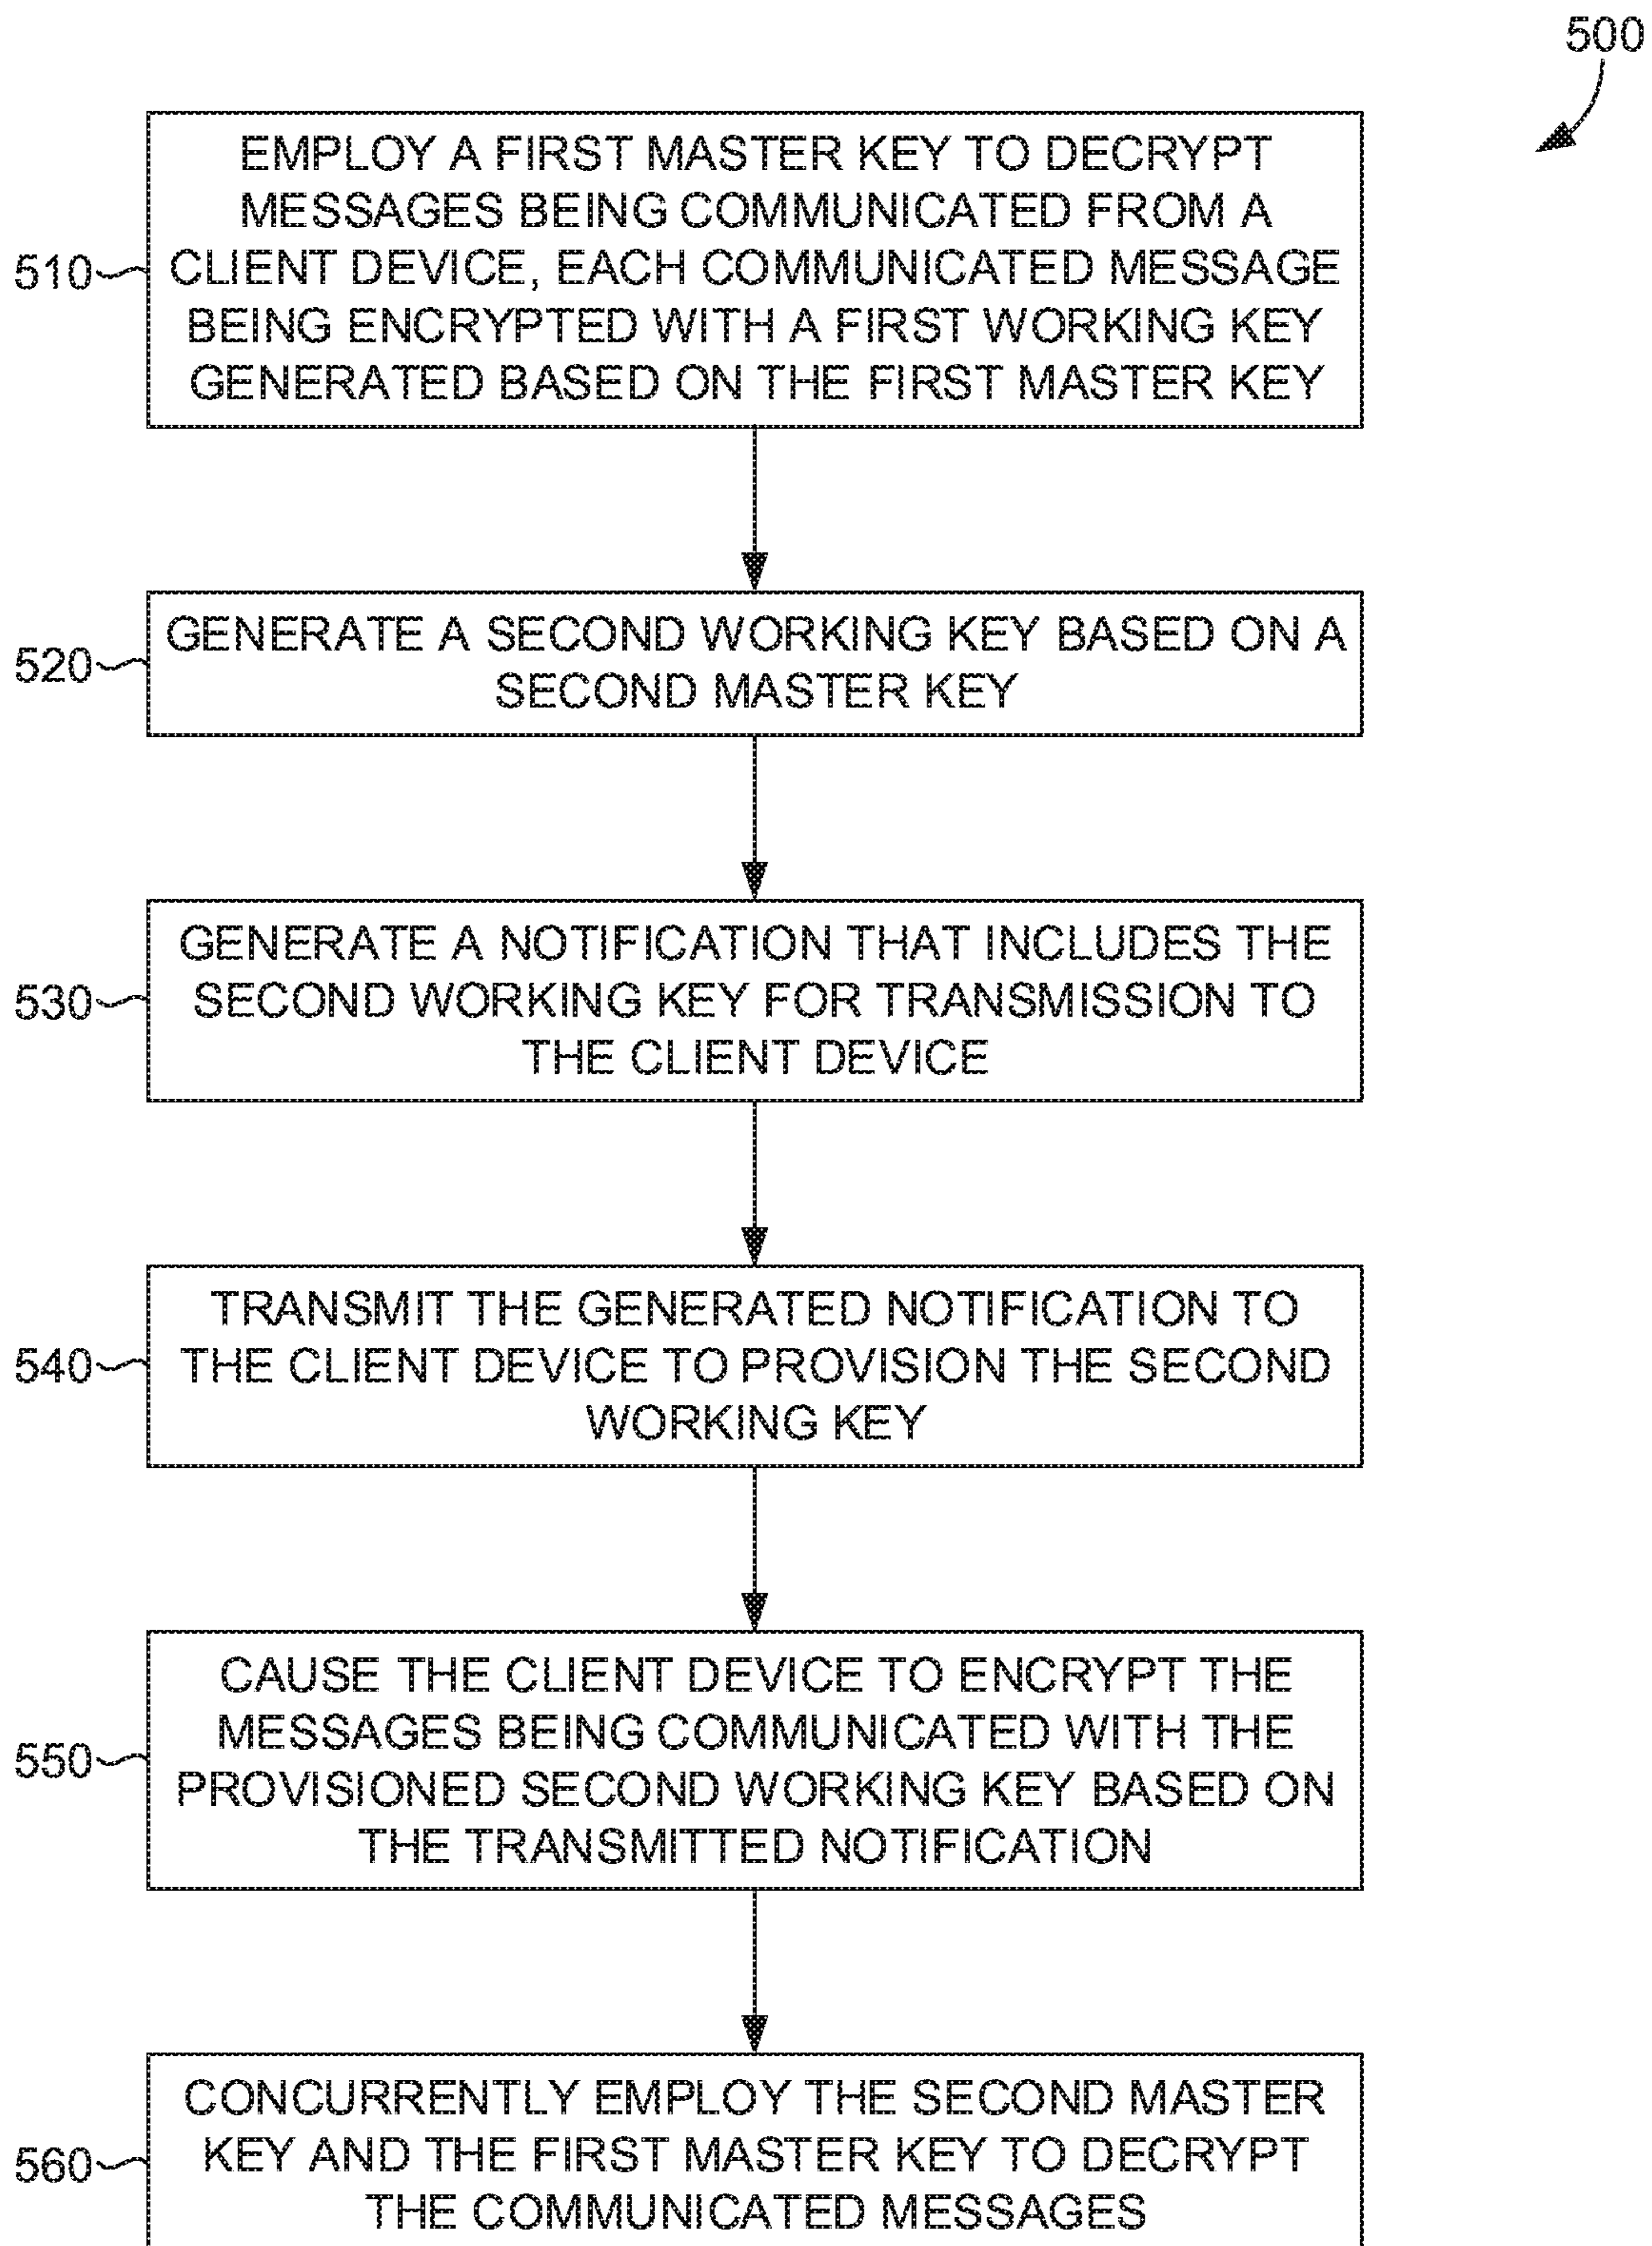 500
EMPLOY A FIRST MASTER KEY TO DECRYPT
MESSAGES BEING COMMUNICATED FROM A
510 CLIENT DEVICE, EACH COMMUNICATED MESSAGE
BEING ENCRYPTED WITH A FIRST WORKING KEY
GENERATED BASED ON THE FIRST MASTER KEY
520 GENERATE A SECOND WORKING KEY BASED ON A
SECOND MASTER KEY
GENERATE A NOTIFICATION THAT INCLUDES THE
530 SECOND WORKING KEY FOR TRANSMISSION TO
THE CLIENT DEVICE
TRANSMIT THE GENERATED NOTIFICATION TO
540 THE CLIENT DEVICE TO PROVISION THE SECOND
WORKING KEY
CAUSE THE CLIENT DEVICE TO ENCRYPT THE
MESSAGES BEING COMMUNICATED WITH THE
550 PROVISIONED SECOND WORKING KEY BASED ON
THE TRANSMITTED NOTIFICATION
CONCURRENTLY EMPLOY THE SECOND MASTER
560 KEY AND THE FIRST MASTER KEY TO DECRYPT
THE COMMUNICATED MESSAGES